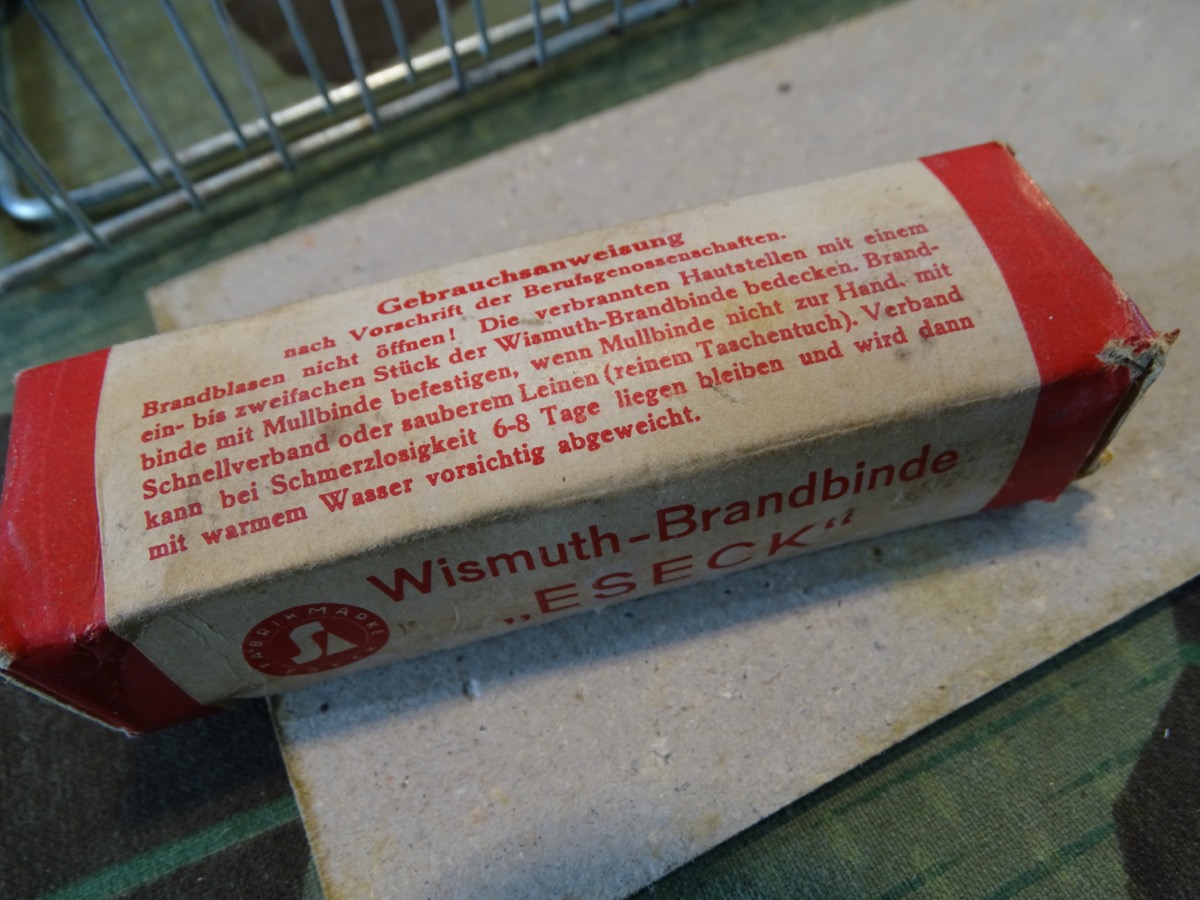 Gebrauchsanweisung
nach Vorschrift der Berufsgenossenschaften.
Brandblasen nicht öffnen! Die verbrannten Hautstellen mit einem
ein- bis zweifachen Stück der Wismuth-Brandbinde bedecken. Brand-
binde mit Mullbinde befestigen, wenn Mullbinde nicht zur Hand, mit
Schnellverband oder sauberem Leinen (reinem Taschentuch). Verband
kann bei Schmerzlosigkeit 6-8 Tage liegen bleiben und wird dann
mit warmem Wasser vorsichtig abgeweicht.
Wismuth-Brandbinde
„ESECK“
FABRIKMARKE